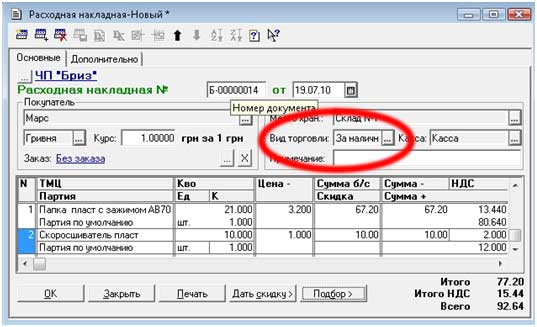 Расходная накладная-Новый *
Основные Дополнительно
... ЧП "Бриз"
Расходная накладная № Б-00000014 от 19.07.10
Номер документа
Покупатель
Марс ... Место хран.: Склад №1 ...
Гривня ... Курс: 1.00000 грн за 1 грн Вид торговли: За наличн ... Касса: Касса ...
Заказ: Без заказа ... X Примечание:
N ТМЦ Кво Цена - Сумма б/с Сумма - НДС
Партия Ед К Скидка Сумма +
1 Папка пласт с зажимом АВ70 21.000 3.200 67.20 67.20 13.440
Партия по умолчанию шт. 1.000 80.640
2 Скоросшиватель пласт 10.000 1.000 10.00 10.00 2.000
Партия по умолчанию шт. 1.000 12.000
Итого 77.20
Итого НДС 15.44
Всего 92.64
OK Закрыть Печать Дать скидку > Подбор >